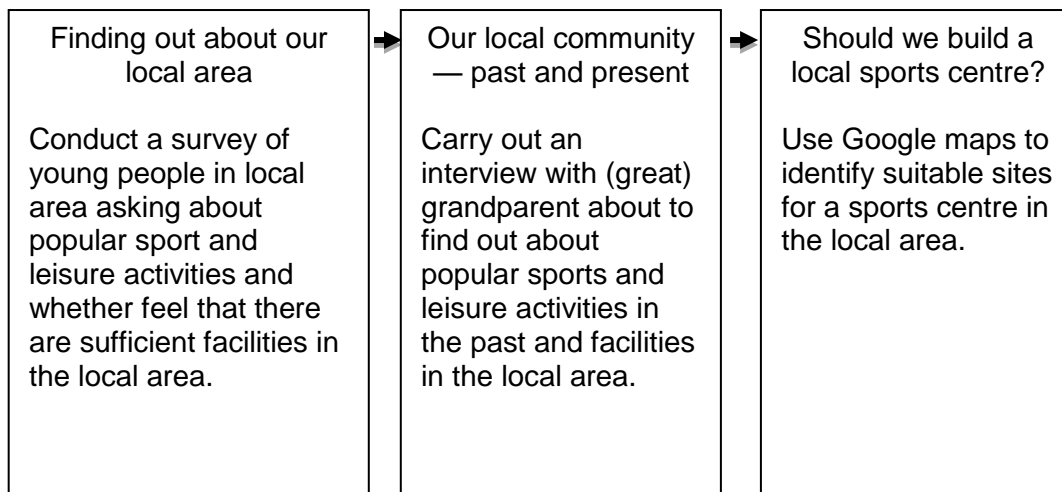 Finding out about our
local area
Conduct a survey of
young people in local
area asking about
popular sport and
leisure activities and
whether feel that there
are sufficient facilities in
the local area.
Our local community
— past and present
Carry out an
interview with (great)
grandparent about to
find out about
popular sports and
leisure activities in
the past and facilities
in the local area.
Should we build a
local sports centre?
Use Google maps to
identify suitable sites
for a sports centre in
the local area.